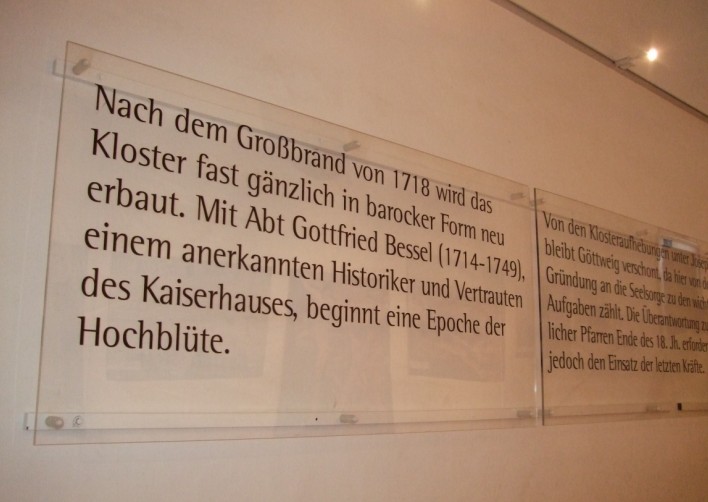 Nach dem Großbrand von 1718 wird das
Kloster fast gänzlich in barocker Form neu
erbaut. Mit Abt Gottfried Bessel (1714-1749),
einem anerkannten Historiker und Vertrauten
des Kaiserhauses, beginnt eine Epoche der
Hochblüte.
Von den Klosteraufhebungen unter Joseph
bleibt Göttweig verschont, da hier von
Gründung an die Seelsorge zu den
Aufgaben zählt. Die Überantwortung
licher Pfarren Ende des 18. Jh. erforder
jedoch den Einsatz der letzten Kräfte.